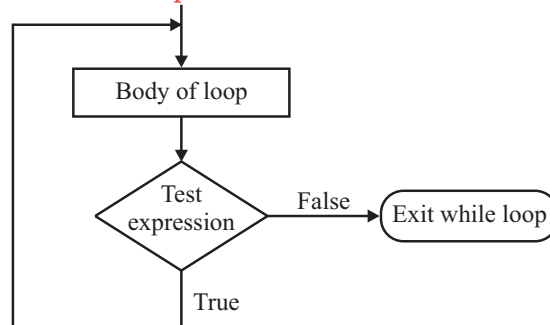 Body of loop
Test
expression
False
Exit while loop
True